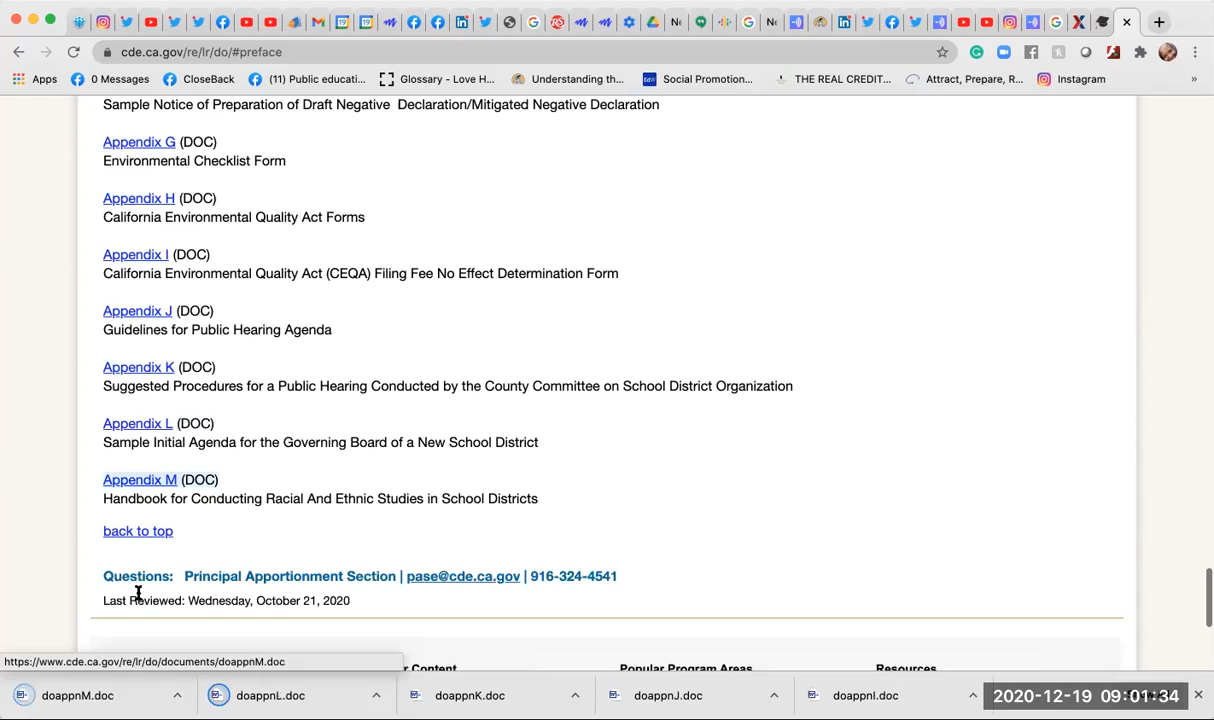 cde.ca.gov/re/lr/do/#preface
Apps
0 Messages
CloseBack
(11) Public educati...
Glossary - Love H...
Understanding th...
Social Promotion...
THE REAL CREDIT...
Attract, Prepare, R...
Instagram
»
Sample Notice of Preparation of Draft Negative Declaration/Mitigated Negative Declaration
Appendix G (DOC)
Environmental Checklist Form
Appendix H (DOC)
California Environmental Quality Act Forms
Appendix I (DOC)
California Environmental Quality Act (CEQA) Filing Fee No Effect Determination Form
Appendix J (DOC)
Guidelines for Public Hearing Agenda
Appendix K (DOC)
Suggested Procedures for a Public Hearing Conducted by the County Committee on School District Organization
Appendix L (DOC)
Sample Initial Agenda for the Governing Board of a New School District
Appendix M (DOC)
Handbook for Conducting Racial And Ethnic Studies in School Districts
back to top
Questions: Principal Apportionment Section | pase@cde.ca.gov | 916-324-4541
Last Reviewed: Wednesday, October 21, 2020
https://www.cde.ca.gov/re/lr/do/documents/doappnM.doc
r Content
Popular Program Areas
Resources
doappnM.doc
doappnL.doc
doappnK.doc
doappnJ.doc
doappnI.doc
2020-12-19 09:01:34